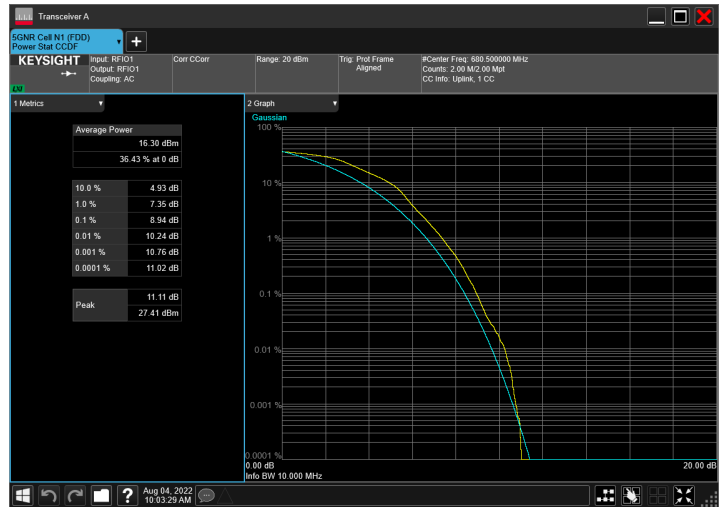 Transceiver A
5GNR Cell N1 (FDD)
Power Stat CCDF
KEYSIGHT
LXI
Input: RFIO1
Output: RFIO1
Coupling: AC
Corr CCorr
Range: 20 dBm
Trig: Prot Frame
Aligned
#Center Freq: 680.500000 MHz
Counts: 2.00 M/2.00 Mpt
CC Info: Uplink, 1 CC
1 Metrics
Average Power
16.30 dBm
36.43 % at 0 dB
10.0 % 4.93 dB
1.0 % 7.35 dB
0.1 % 8.94 dB
0.01 % 10.24 dB
0.001 % 10.76 dB
0.0001 % 11.02 dB
Peak 11.11 dB
27.41 dBm
2 Graph
Gaussian
100 %
10 %
1 %
0.1 %
0.01 %
0.001 %
0.0001 %
0.00 dB 20.00 dB
Info BW 10.000 MHz
Aug 04, 2022
10:03:29 AM